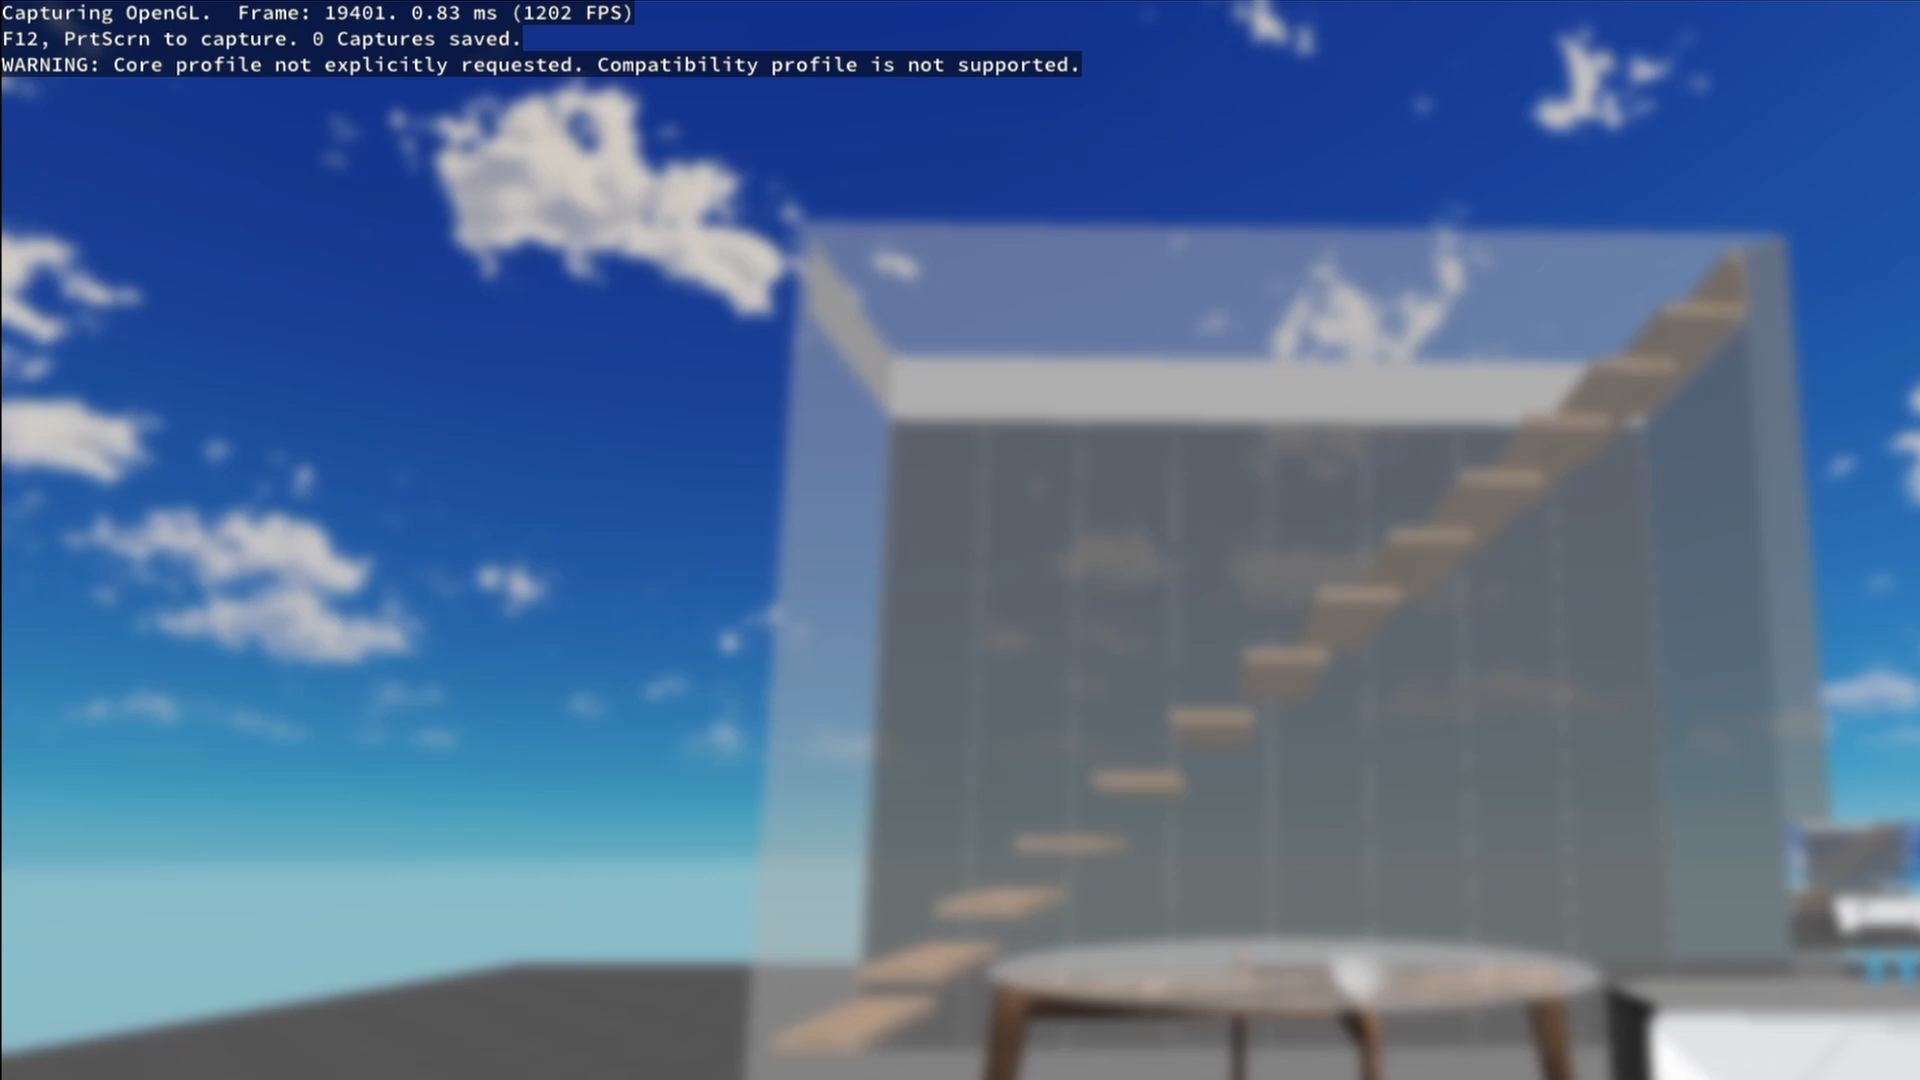 Capturing OpenGL.  Frame: 19401. 0.83 ms (1202 FPS)
F12, PrtScrn to capture. 0 Captures saved.
WARNING: Core profile not explicitly requested. Compatibility profile is not supported.